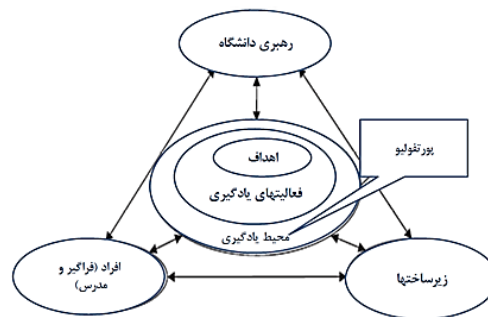 رهبری دانشگاه
پورتفولیو
اهداف
فعالیتهای یادگیری
محیط یادگیری
افراد (فراگیر و
مدرس)
زیرساختها